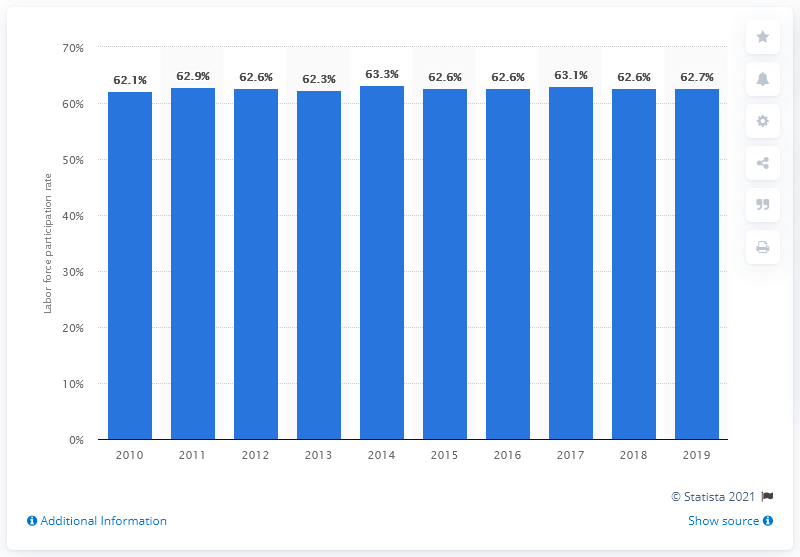 70%
60%
50%
40%
30%
20%
10%
0%
Labor force participation rate
62.1% 62.9% 62.6% 62.3% 63.3% 62.6% 62.6% 63.1% 62.6% 62.7%
2010 2011 2012 2013 2014 2015 2016 2017 2018 2019
© Statista 2021
Additional Information
Show source